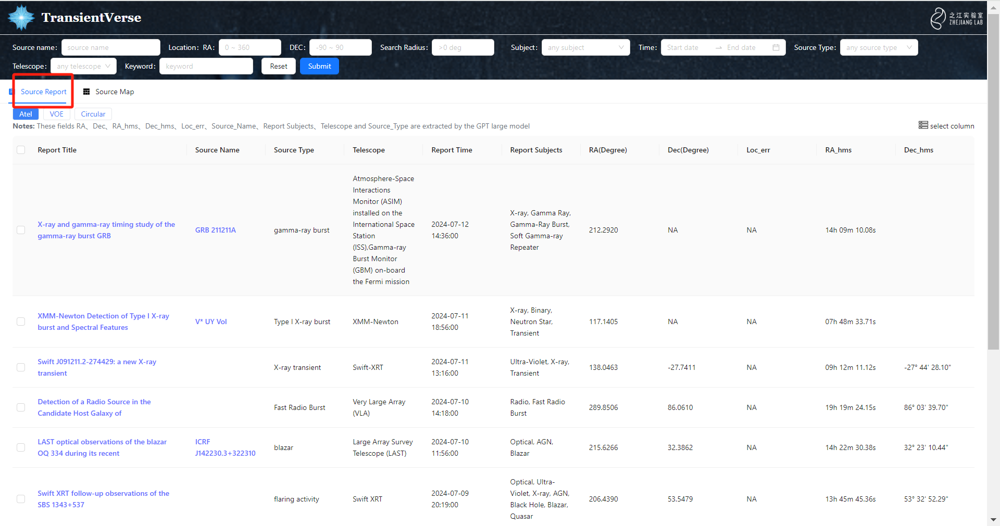 TransientVerse
之江实验室
ZHEJIANG LAB
Source name: source name Location: RA: 0 ~ 360 DEC: -90 ~ 90 Search Radius: >0 deg Subject: any subject Time: Start date → End date Source Type: any source type
Telescope: any telescope Keyword: keyword Reset Submit
Source Report Source Map
Atel VOE Circular
Notes: These fields RA、Dec、RA_hms、Dec_hms、Loc_err、Source_Name、Report Subjects、Telescope and Source_Type are extracted by the GPT large model
select column
Report Title Source Name Source Type Telescope Report Time Report Subjects RA(Degree) Dec(Degree) Loc_err RA_hms Dec_hms
X-ray and gamma-ray timing study of the
gamma-ray burst GRB
GRB 211211A
gamma-ray burst
Atmosphere-Space
Interactions
Monitor (ASIM)
installed on the
International Space
Station
(ISS),Gamma-ray
Burst Monitor
(GBM) on-board
the Fermi mission
2024-07-12
14:36:00
X-ray, Gamma Ray,
Gamma-Ray Burst,
Soft Gamma-ray
Repeater
212.2920
NA
NA
14h 09m 10.08s
XMM-Newton Detection of Type I X-ray
burst and Spectral Features
V* UY Vol
Type I X-ray burst
XMM-Newton
2024-07-11
18:56:00
X-ray, Binary,
Neutron Star,
Transient
117.1405
NA
NA
07h 48m 33.71s
Swift J091211.2-274429: a new X-ray
transient
X-ray transient
Swift-XRT
2024-07-11
13:16:00
Ultra-Violet, X-ray,
Transient
138.0463
-27.7411
NA
09h 12m 11.12s
-27° 44' 28.10"
Detection of a Radio Source in the
Candidate Host Galaxy of
Fast Radio Burst
Very Large Array
(VLA)
2024-07-10
14:18:00
Radio, Fast Radio
Burst
289.8506
86.0610
NA
19h 19m 24.15s
86° 03' 39.70"
LAST optical observations of the blazar
OQ 334 during its recent
ICRF
J142230.3+322310
blazar
Large Array Survey
Telescope (LAST)
2024-07-10
11:56:00
Optical, AGN,
Blazar
215.6266
32.3862
NA
14h 22m 30.38s
32° 23' 10.44"
Swift XRT follow-up observations of the
SBS 1343+537
flaring activity
Swift XRT
2024-07-09
20:19:00
Optical, Ultra-
Violet, X-ray, AGN,
Black Hole, Blazar,
Quasar
206.4390
53.5479
NA
13h 45m 45.36s
53° 32' 52.29"